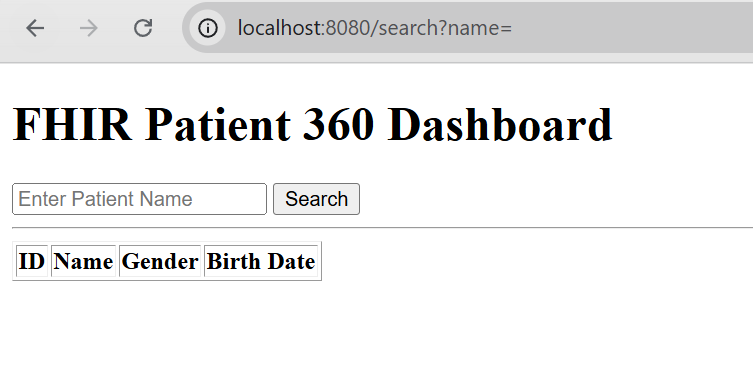 localhost:8080/search?name=
FHIR Patient 360 Dashboard
Enter Patient Name Search
ID Name Gender Birth Date